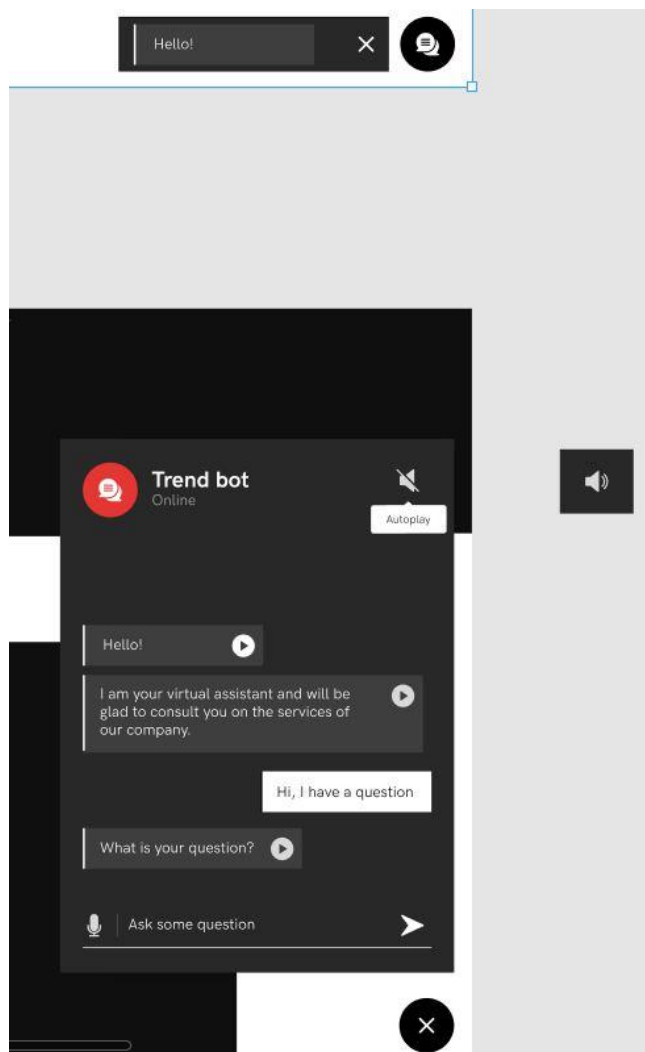 Hello!
Trend bot
Online
Autoplay
Hello!
I am your virtual assistant and will be
glad to consult you on the services of
our company.
Hi, I have a question
What is your question?
Ask some question